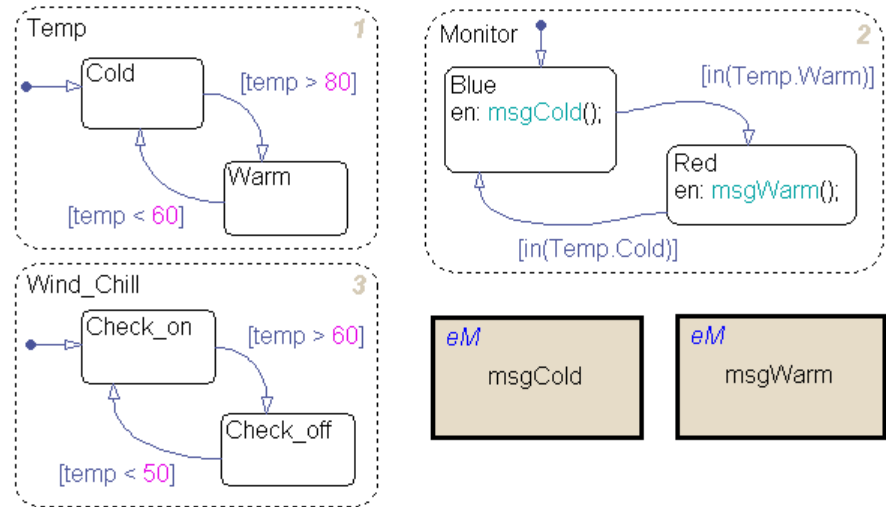 Temp
1
Cold
[temp > 80]
Warm
[temp < 60]
Monitor
2
Blue
en: msgCold();
[in(Temp.Warm)]
Red
en: msgWarm();
[in(Temp.Cold)]
Wind_Chill
3
Check_on
[temp > 60]
Check_off
[temp < 50]
eM
msgCold
eM
msgWarm